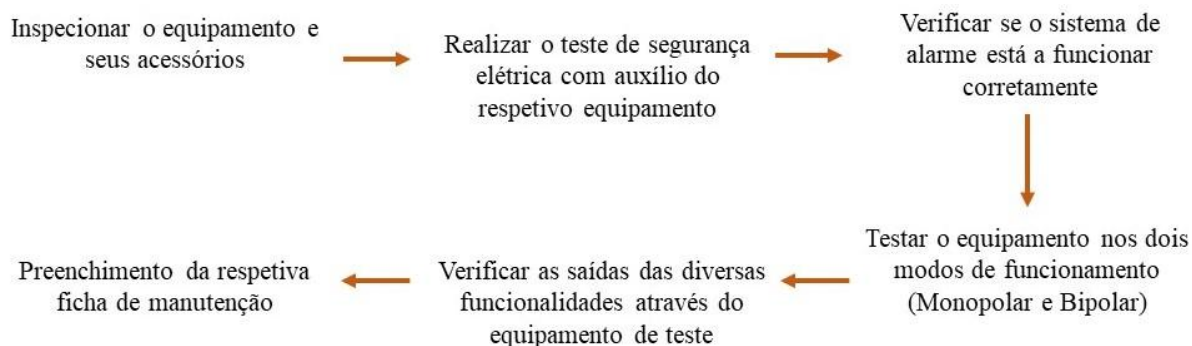 Inspecionar o equipamento e
seus acessórios
Realizar o teste de segurança
elétrica com auxílio do
respetivo equipamento
Verificar se o sistema de
alarme está a funcionar
corretamente
Testar o equipamento nos dois
modos de funcionamento
(Monopolar e Bipolar)
Verificar as saídas das diversas
funcionalidades através do
equipamento de teste
Preenchimento da respetiva
ficha de manutenção